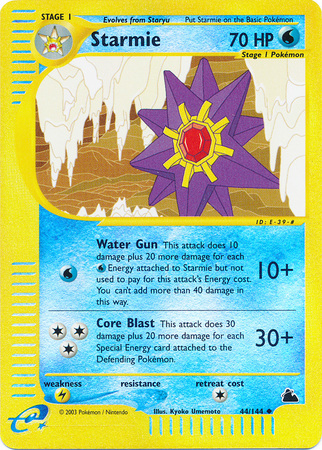 STAGE 1
Evolves from Staryu
Put Starmie on the Basic Pokémon
Starmie
70 HP
Stage 1 Pokémon
ID: E-39-#
Water Gun This attack does 10
damage plus 20 more damage for each
Energy attached to Starmie but not
used to pay for this attack's Energy cost.
You can't add more than 40 damage in
this way.
10+
Core Blast This attack does 30
damage plus 20 more damage for each
Special Energy card attached to the
Defending Pokémon.
30+
weakness
resistance
retreat cost
e
© 2003 Pokémon / Nintendo
Illus. Kyoko Umemoto
44/144